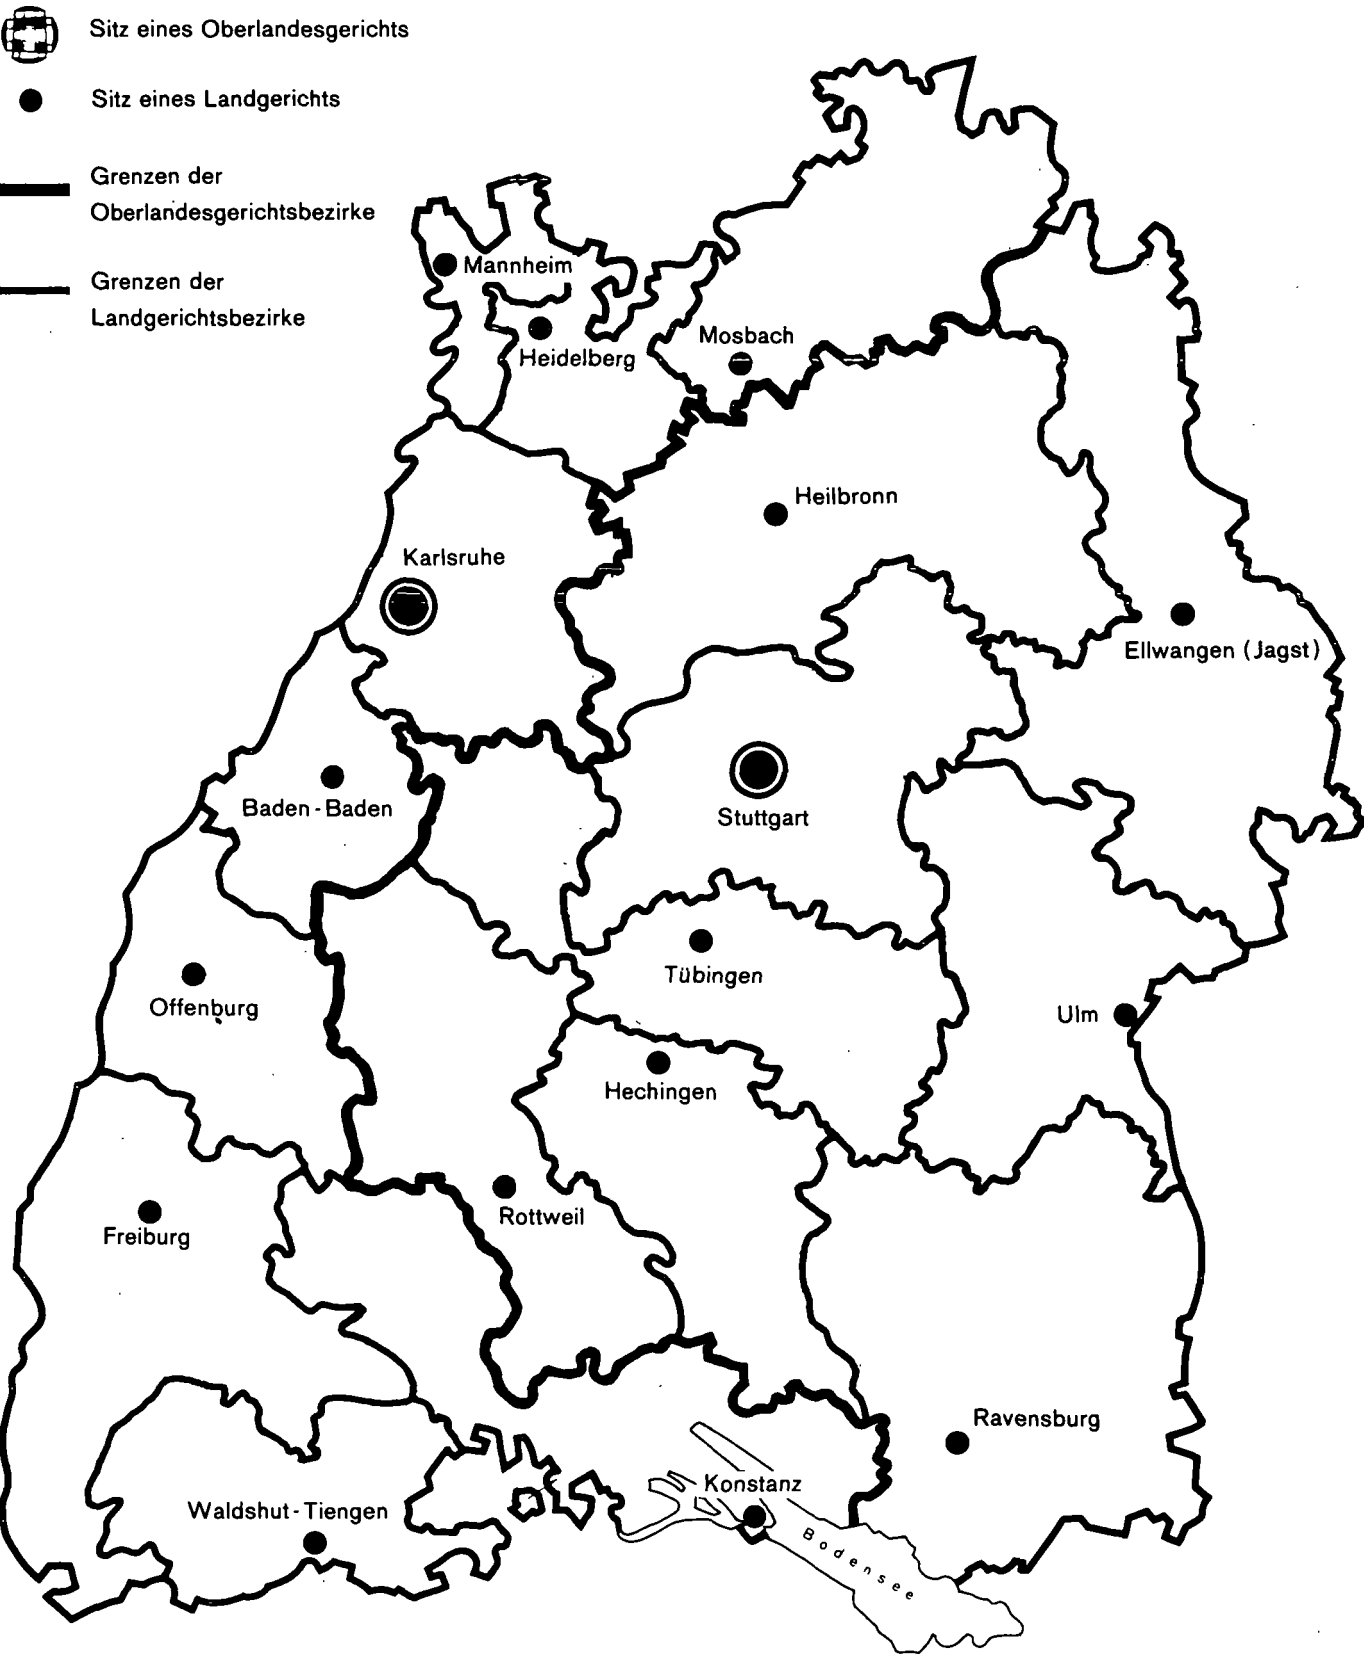 Sitz eines Oberlandesgerichts
Sitz eines Landgerichts
Grenzen der
Oberlandesgerichtsbezirke
Grenzen der
Landgerichtsbezirke
Mannheim
Heidelberg
Mosbach
Heilbronn
Karlsruhe
Ellwangen (Jagst)
Baden-Baden
Stuttgart
Tübingen
Offenburg
Ulm
Hechingen
Rottweil
Freiburg
Ravensburg
Konstanz
Waldshut-Tiengen
Bodensee